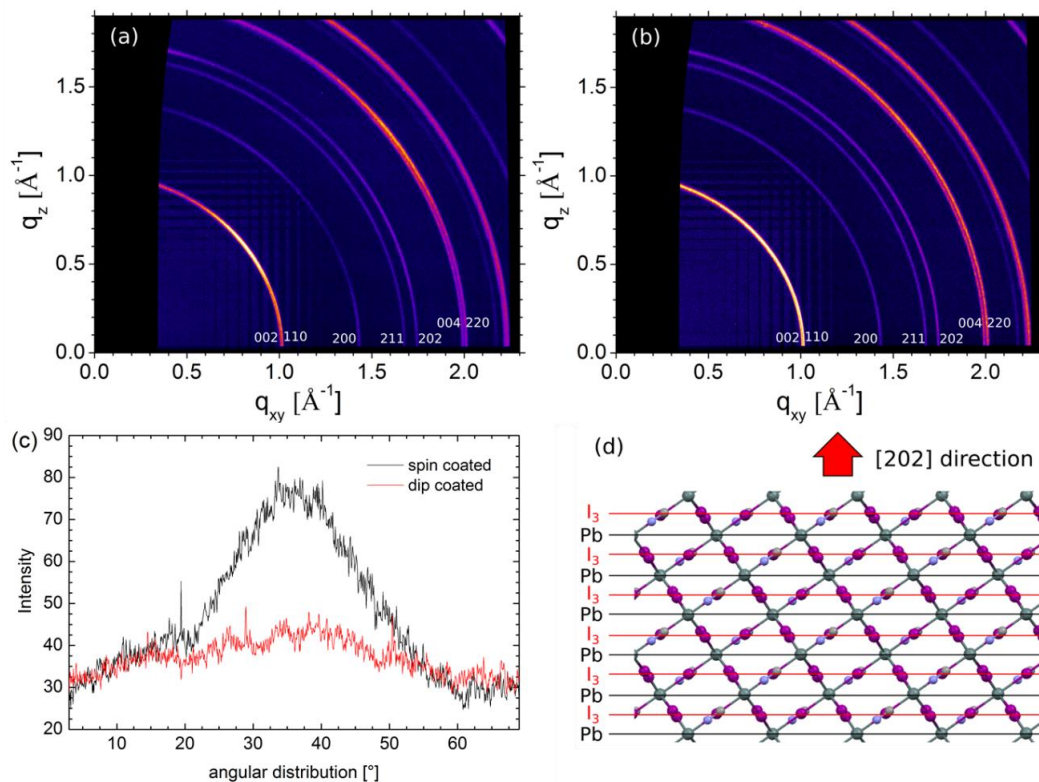 (a)
1.5
1.0
0.5
0.0
q_z [Å⁻¹]
002 110 200 211 202 004 220
0.0 0.5 1.0 1.5 2.0
q_xy [Å⁻¹]
(b)
1.5
1.0
0.5
0.0
q_z [Å⁻¹]
002 110 200 211 202 004 220
0.0 0.5 1.0 1.5 2.0
q_xy [Å⁻¹]
(c)
90
80
70
60
50
40
30
20
Intensity
spin coated
dip coated
10 20 30 40 50 60
angular distribution [°]
(d)
[202] direction
I₃
Pb
I₃
Pb
I₃
Pb
I₃
Pb
I₃
Pb
I₃
Pb